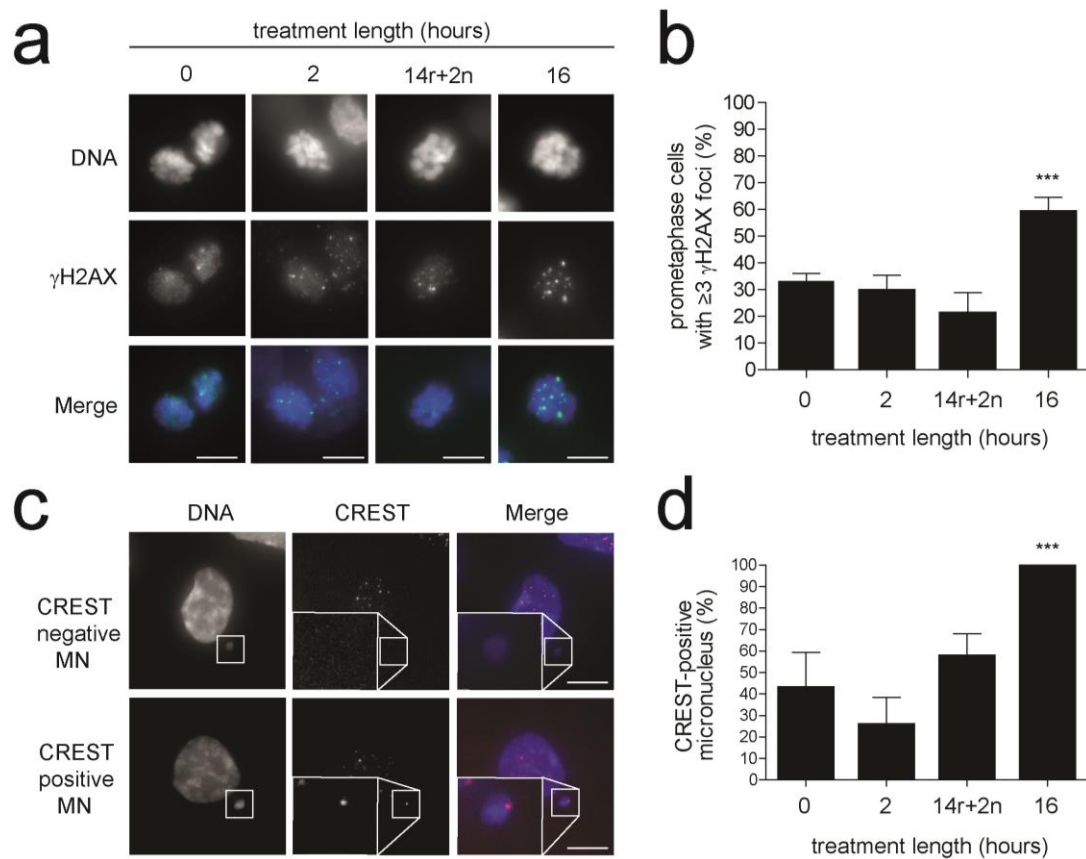 a
treatment length (hours)
0 2 14r+2n 16
DNA
γH2AX
Merge
b
prometaphase cells
with ≥3 γH2AX foci (%)
100
90
80
70
60
50
40
30
20
10
0
***
0 2 14r+2n 16
treatment length (hours)
c
DNA CREST Merge
CREST
negative
MN
CREST
positive
MN
d
CREST-positive
micronucleus (%)
100
90
80
70
60
50
40
30
20
10
0
***
0 2 14r+2n 16
treatment length (hours)